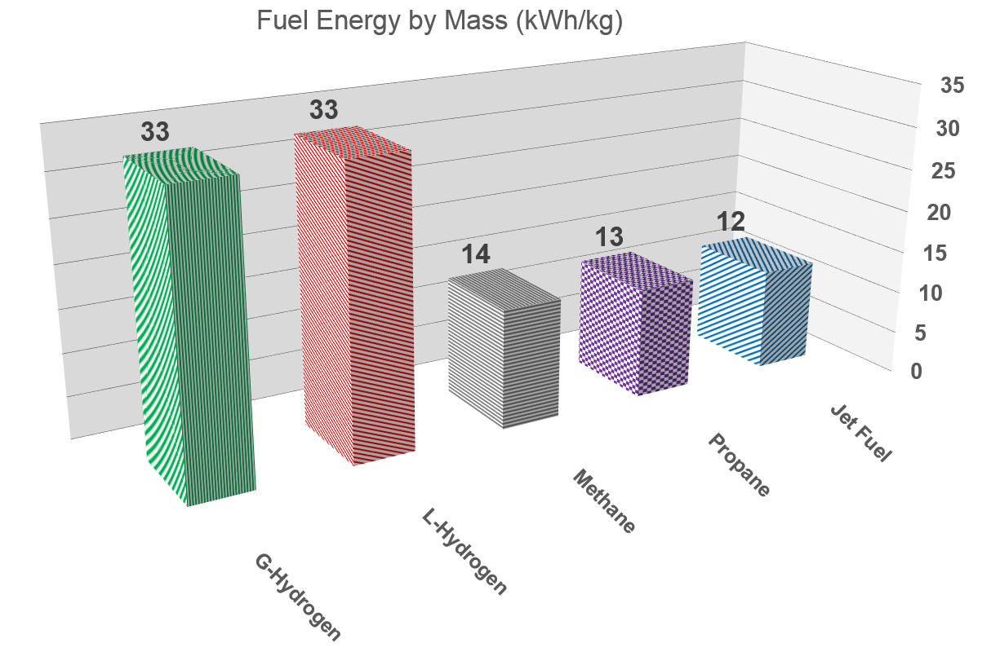 Fuel Energy by Mass (kWh/kg)
33
33
14
13
12
35
30
25
20
15
10
5
0
G-Hydrogen
L-Hydrogen
Methane
Propane
Jet Fuel